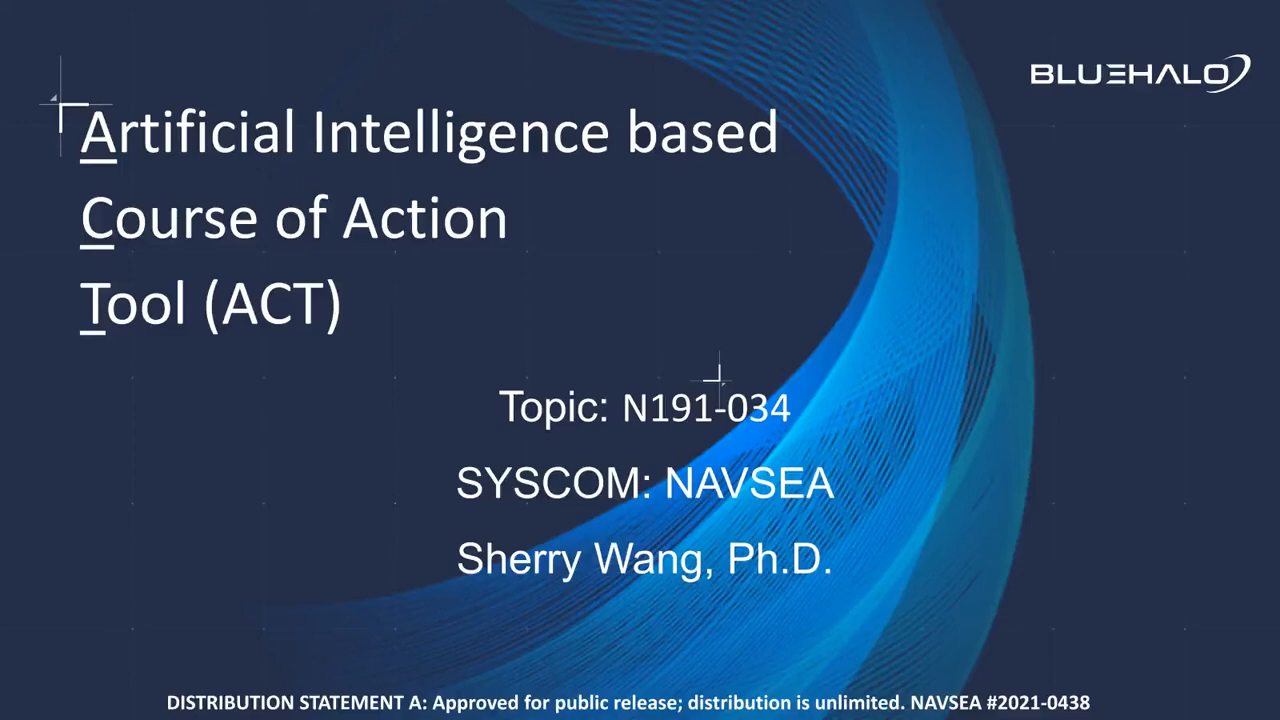 BLUEHALO
Artificial Intelligence based
Course of Action
Tool (ACT)
Topic: N191-034
SYSCOM: NAVSEA
Sherry Wang, Ph.D.
DISTRIBUTION STATEMENT A: Approved for public release; distribution is unlimited. NAVSEA #2021-0438